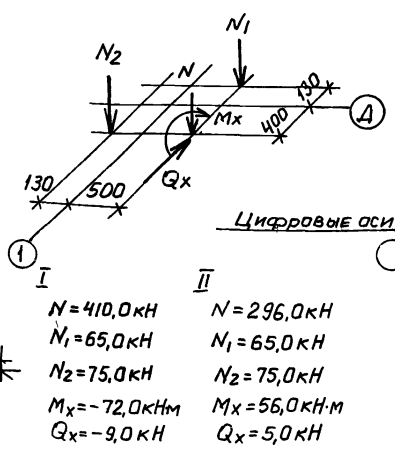 N₁
N₂
N
130
Д
Mx
400
130
500
Qx
Цифровые оси
1
I
II
N=410,0кН
N=296,0кН
N₁=65,0кН
N₁=65,0кН
N₂=75,0кН
N₂=75,0кН
Mx=-72,0кНм
Mx=56,0кН·м
Qx=-9,0кН
Qx=5,0кН